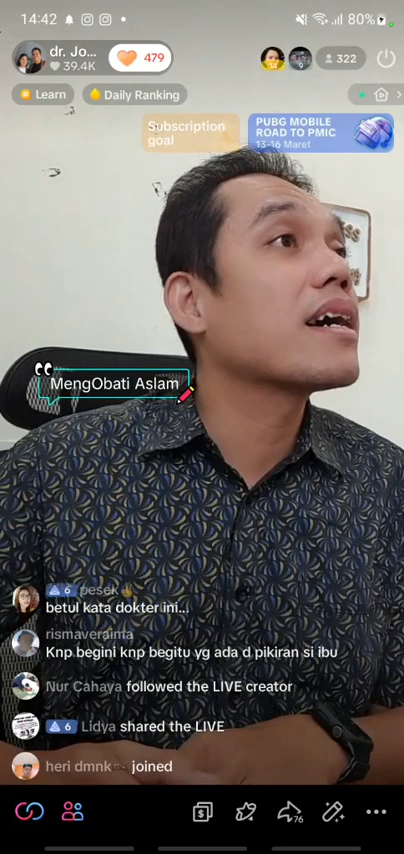 14:42
80%
dr. Jo...
39.4K
479
322
Learn
Daily Ranking
Subscription
goal
PUBG MOBILE
ROAD TO PMIC
13-16 Maret
MengObati Aslam
6 pesek
betul kata dokter ini...
rismaveraima
Knp begini knp begitu yg ada d pikiran si ibu
Nur Cahaya followed the LIVE creator
6 Lidya shared the LIVE
heri dmnk joined
76